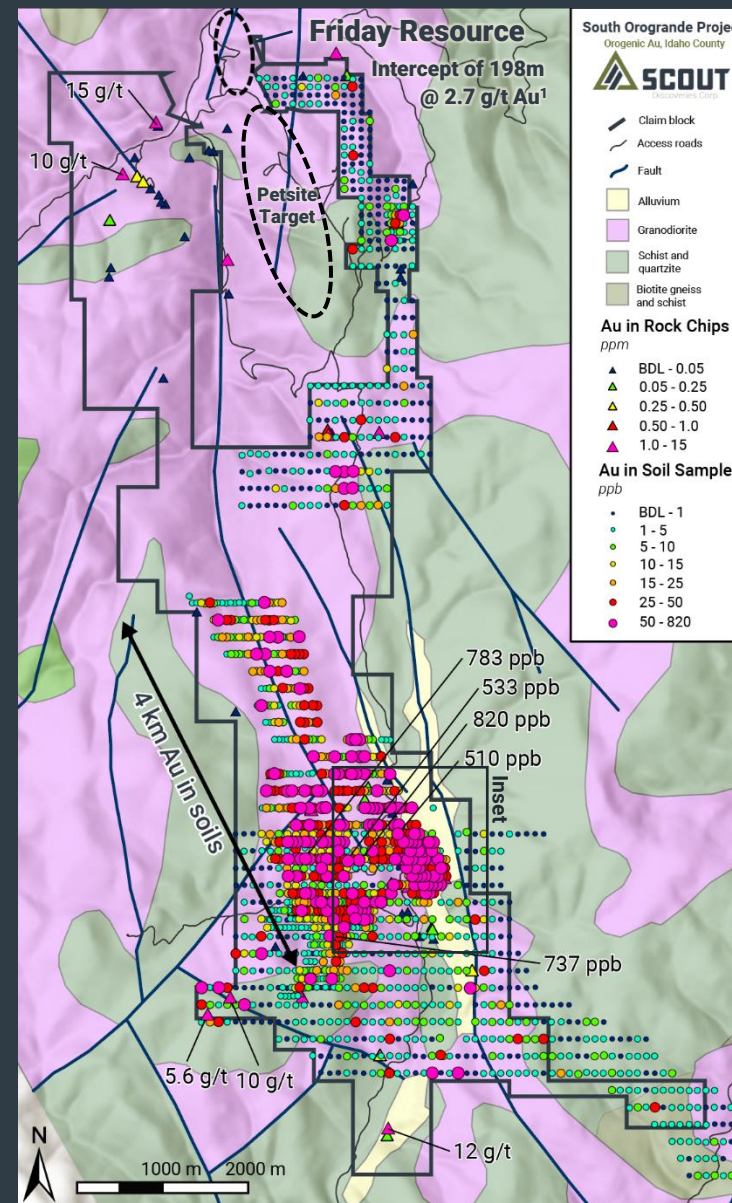 Friday Resource
Intercept of 198m
@ 2.7 g/t Au¹
15 g/t
10 g/t
Petsite
Target
4 km Au in soils
783 ppb
533 ppb
820 ppb
510 ppb
Inset
737 ppb
5.6 g/t
10 g/t
12 g/t
N
1000 m
2000 m
South Orogrande Projec
Orogenic Au, Idaho County
SCOUT
Discoveries Corp.
Claim block
Access roads
Fault
Alluvium
Granodiorite
Schist and
quartzite
Biotite gneiss
and schist
Au in Rock Chips
ppm
BDL - 0.05
0.05 - 0.25
0.25 - 0.50
0.50 - 1.0
1.0 - 15
Au in Soil Sample
ppb
BDL - 1
1 - 5
5 - 10
10 - 15
15 - 25
25 - 50
50 - 820